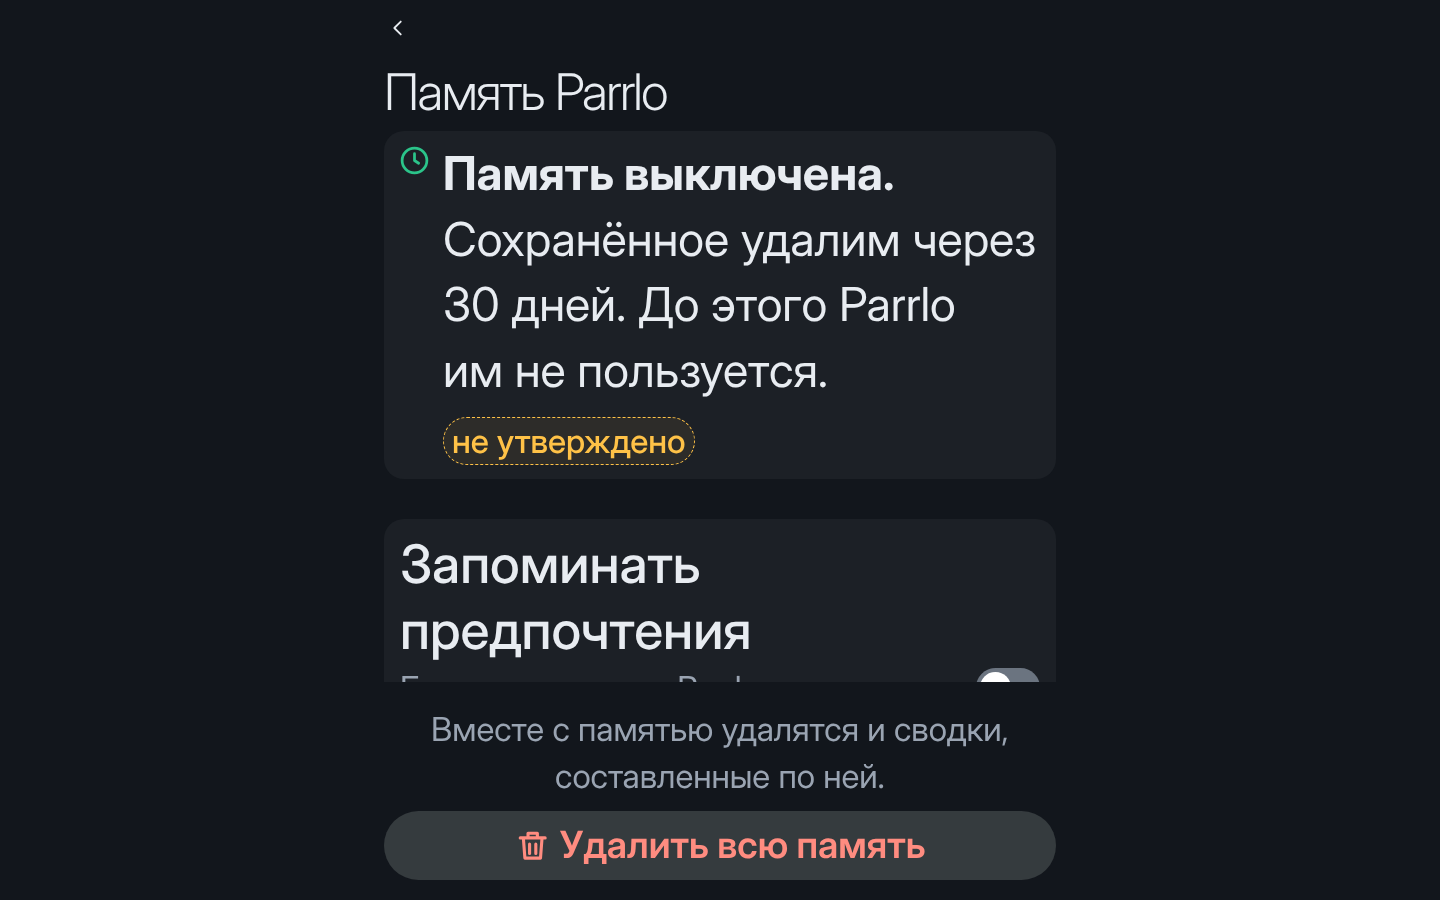 Память Parrlo
Память выключена.
Сохранённое удалим через
30 дней. До этого Parrlo
им не пользуется.
не утверждено
Запоминать
предпочтения
Вместе с памятью удалятся и сводки,
составленные по ней.
Удалить всю память